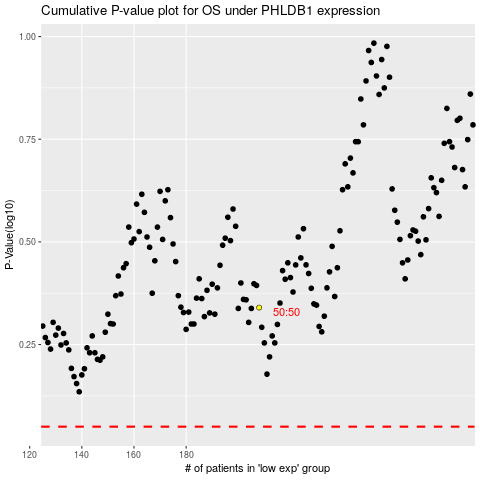 Cumulative P-value plot for OS under PHLDB1 expression
1.00
0.75
0.50
0.25
P-Value(log10)
50:50
120 140 160 180
# of patients in 'low exp' group